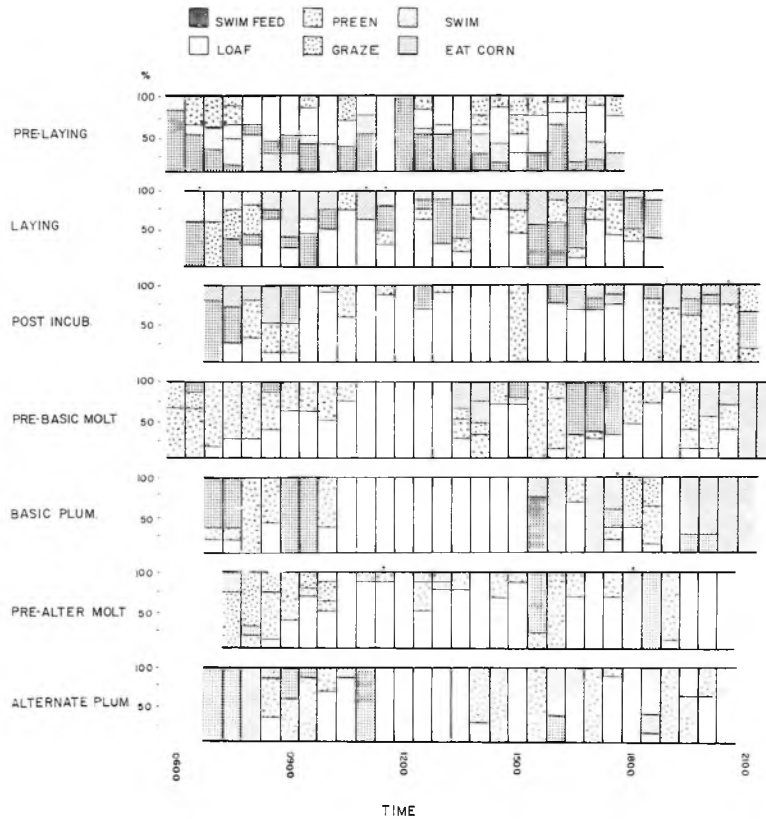 SWIM FEED PREEN SWIM
LOAF GRAZE EAT CORN
%
100
PRE-LAYING
50
100
LAYING
50
100
POST INCUB.
50
100
PRE-BASIC MOLT
50
100
BASIC PLUM.
50
100
PRE-ALTER MOLT
50
100
ALTERNATE PLUM
50
0600 0900 1200 1500 1800 2100
TIME